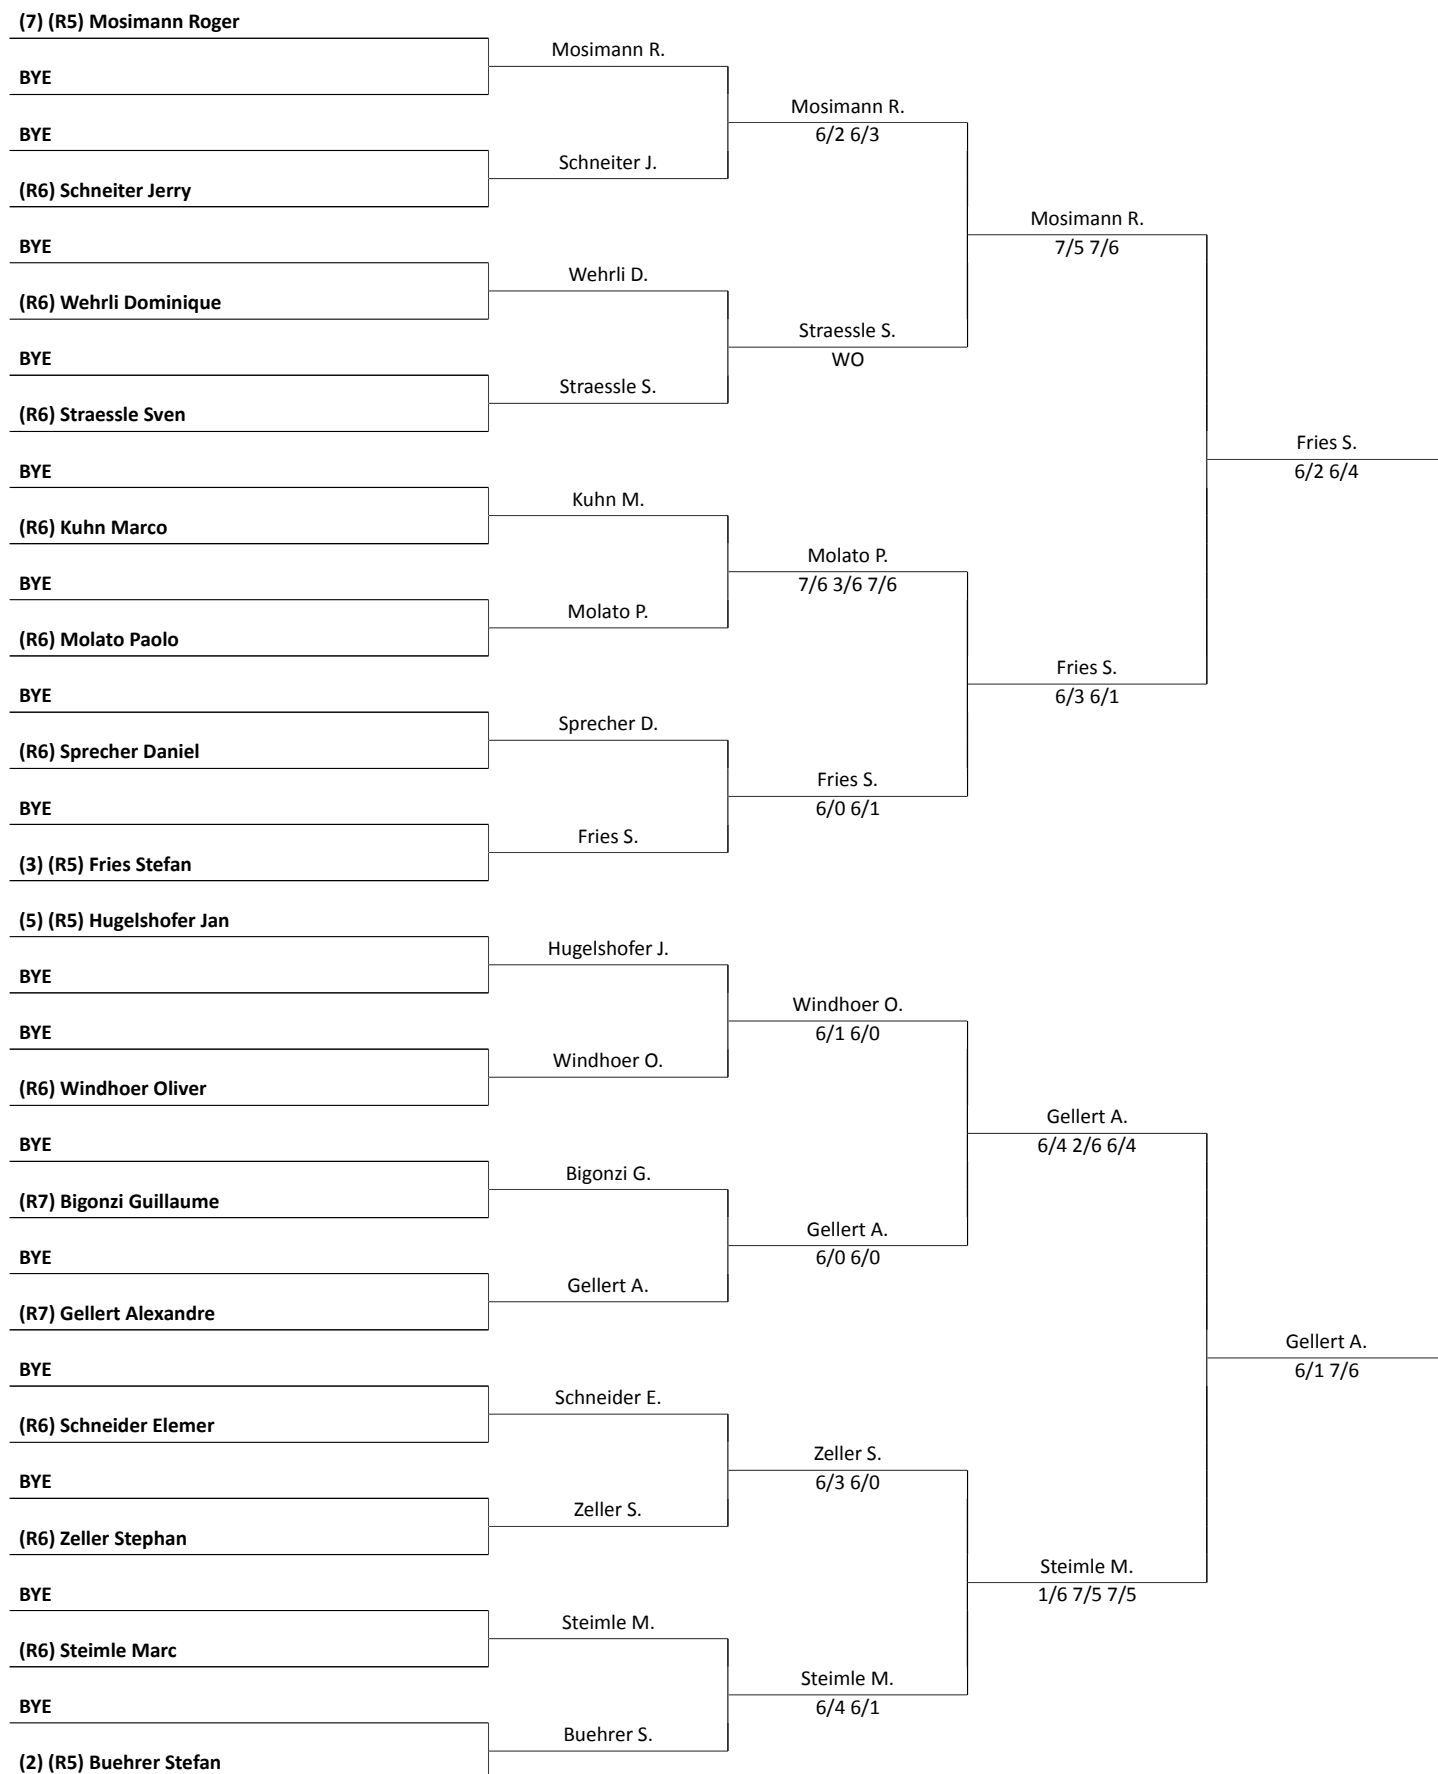 (7) (R5) Mosimann Roger
BYE
BYE
(R6) Schneiter Jerry
BYE
(R6) Wehrli Dominique
BYE
(R6) Straessle Sven
BYE
(R6) Kuhn Marco
BYE
(R6) Molato Paolo
BYE
(R6) Sprecher Daniel
BYE
(3) (R5) Fries Stefan
(5) (R5) Hugelshofer Jan
BYE
BYE
(R6) Windhoer Oliver
BYE
(R7) Bigonzi Guillaume
BYE
(R7) Gellert Alexandre
BYE
(R6) Schneider Elemer
BYE
(R6) Zeller Stephan
BYE
(R6) Steimle Marc
BYE
(2) (R5) Buehrer Stefan
Mosimann R.
Schneiter J.
Wehrli D.
Straessle S.
Kuhn M.
Molato P.
Sprecher D.
Fries S.
Hugelshofer J.
Windhoer O.
Bigonzi G.
Gellert A.
Schneider E.
Zeller S.
Steimle M.
Buehrer S.
Mosimann R.
6/2 6/3
Straessle S.
WO
Molato P.
7/6 3/6 7/6
Fries S.
6/0 6/1
Windhoer O.
6/1 6/0
Gellert A.
6/0 6/0
Zeller S.
6/3 6/0
Steimle M.
6/4 6/1
Mosimann R.
7/5 7/6
Fries S.
6/3 6/1
Gellert A.
6/4 2/6 6/4
Steimle M.
1/6 7/5 7/5
Fries S.
6/2 6/4
Gellert A.
6/1 7/6